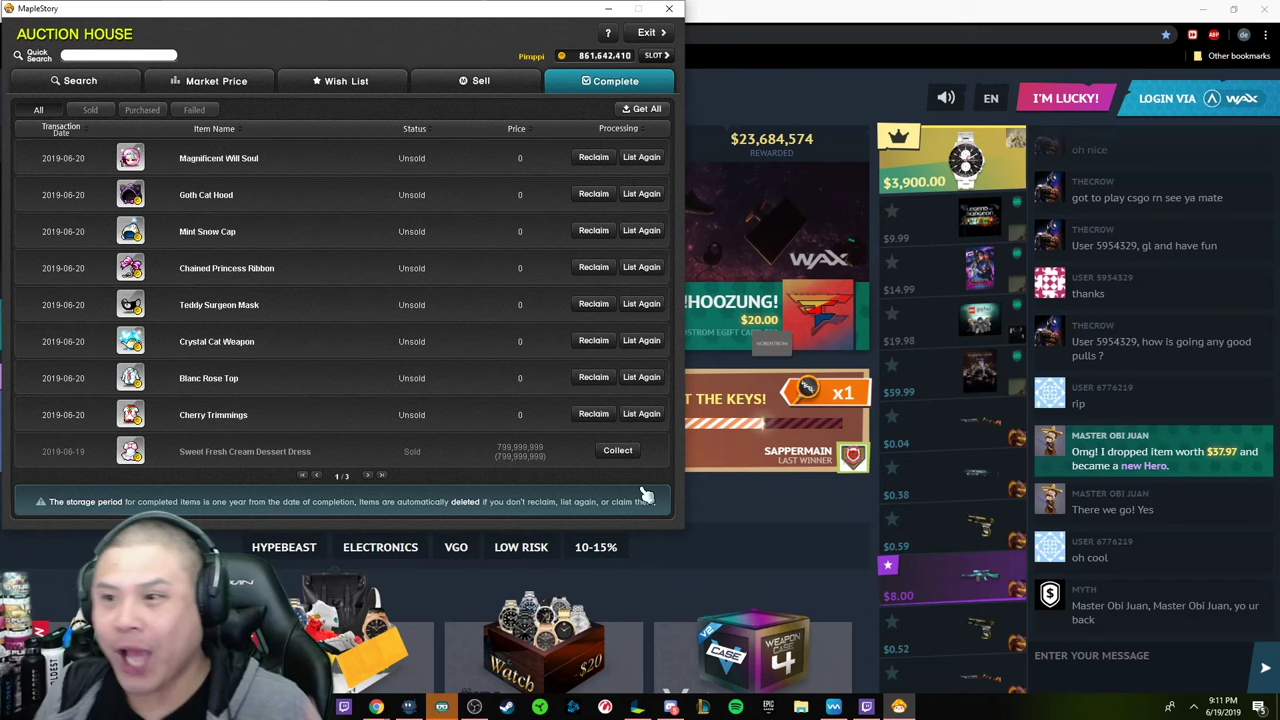 MapleStory
AUCTION HOUSE
? Exit >
Quick Search
Pimppi 861,642,410 SLOT >
Search Market Price Wish List Sell Complete
All Sold Purchased Failed Get All
Transaction Date Item Name Status Price Processing
2019-06-20 Magnificent Will Soul Unsold 0 Reclaim List Again
2019-06-20 Goth Cat Hood Unsold 0 Reclaim List Again
2019-06-20 Mint Snow Cap Unsold 0 Reclaim List Again
2019-06-20 Chained Princess Ribbon Unsold 0 Reclaim List Again
2019-06-20 Teddy Surgeon Mask Unsold 0 Reclaim List Again
2019-06-20 Crystal Cat Weapon Unsold 0 Reclaim List Again
2019-06-20 Blanc Rose Top Unsold 0 Reclaim List Again
2019-06-20 Cherry Trimmings Unsold 0 Reclaim List Again
2019-06-19 Sweet Fresh Cream Dessert Dress Sold 799,999,999 (799,999,999) Collect
1 / 3
The storage period for completed items is one year from the date of completion, Items are automatically deleted if you don't reclaim, list again, or claim
ABP de
Other bookmarks
EN I'M LUCKY! LOGIN VIA WAX
$23,684,574
REWARDED
WAX
!HOOZUNG!
$20.00
NORDSTROM
T THE KEYS! x1
SAPPERMAIN
LAST WINNER
HYPEBEAST ELECTRONICS VGO LOW RISK 10-15%
Watch $20
V2 CASE WEAPON CASE 4
$3,900.00
$9.99
$14.99
$19.98
$59.99
$0.04
$0.38
$0.59
$8.00
$0.52
oh nice
THECROW
got to play csgo rn see ya mate
THECROW
User 5954329, gl and have fun
USER 5954329
thanks
THECROW
User 5954329, how is going any good
pulls ?
USER 6776219
rip
MASTER OBI JUAN
Omg! I dropped item worth $37.97 and
became a new Hero.
MASTER OBI JUAN
There we go! Yes
USER 6776219
oh cool
MYTH
Master Obi Juan, Master Obi Juan, yo ur
back
ENTER YOUR MESSAGE
EPIC GAMES
9:11 PM
6/19/2019